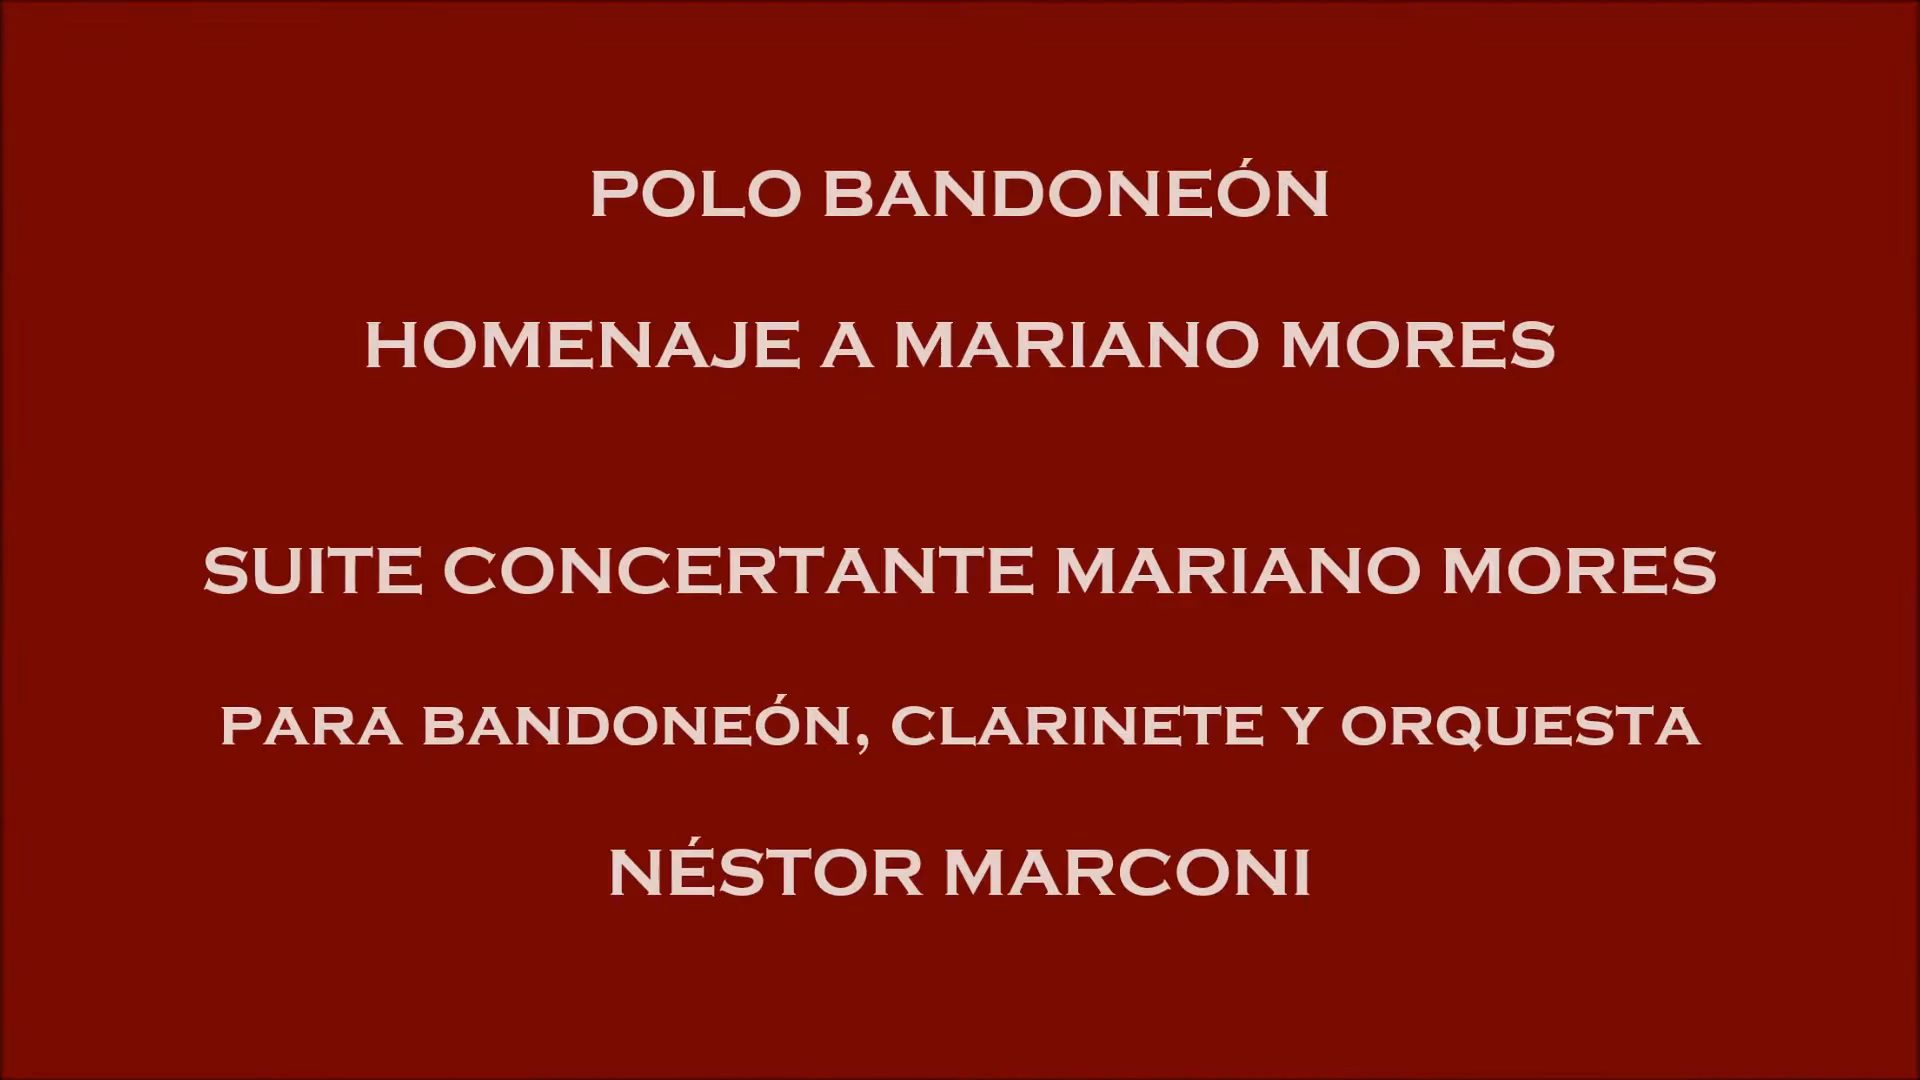 POLO BANDONEÓN
HOMENAJE A MARIANO MORES
SUITE CONCERTANTE MARIANO MORES
PARA BANDONEÓN, CLARINETE Y ORQUESTA
NÉSTOR MARCONI